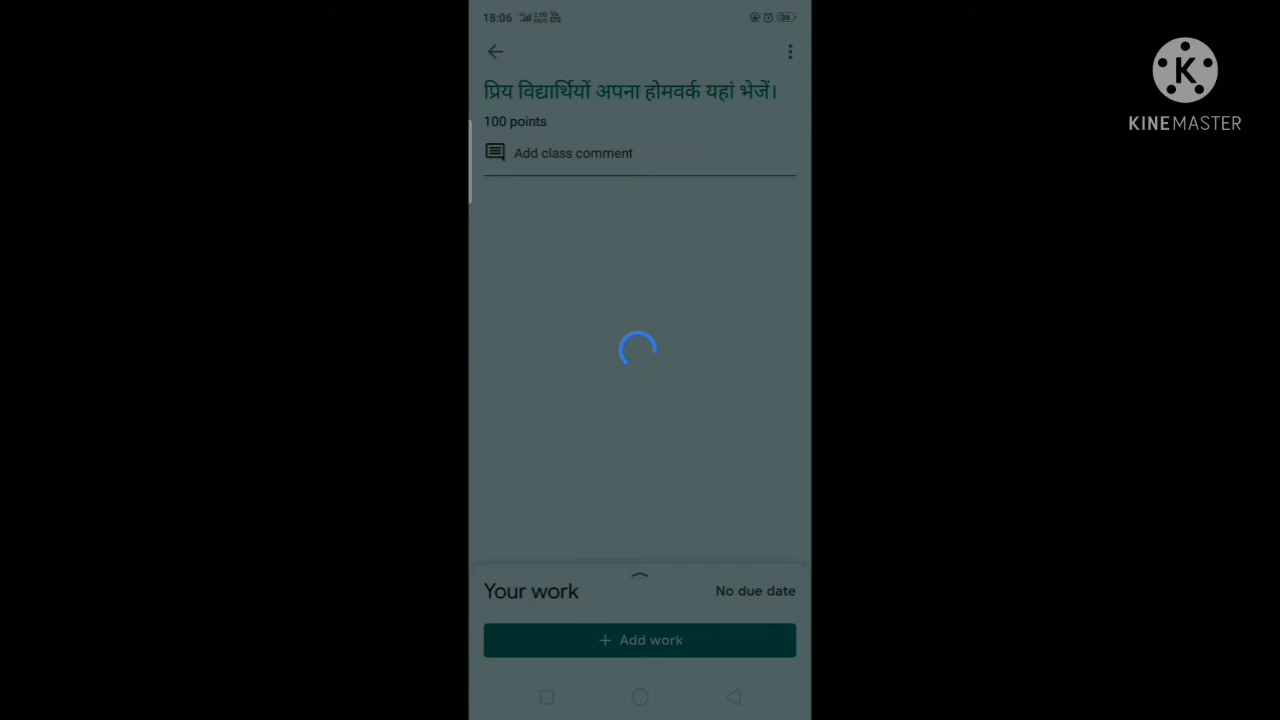 18:06
प्रिय विद्यार्थियों अपना होमवर्क यहां भेजें।
100 points
Add class comment
Your work
No due date
+ Add work
K
KINEMASTER